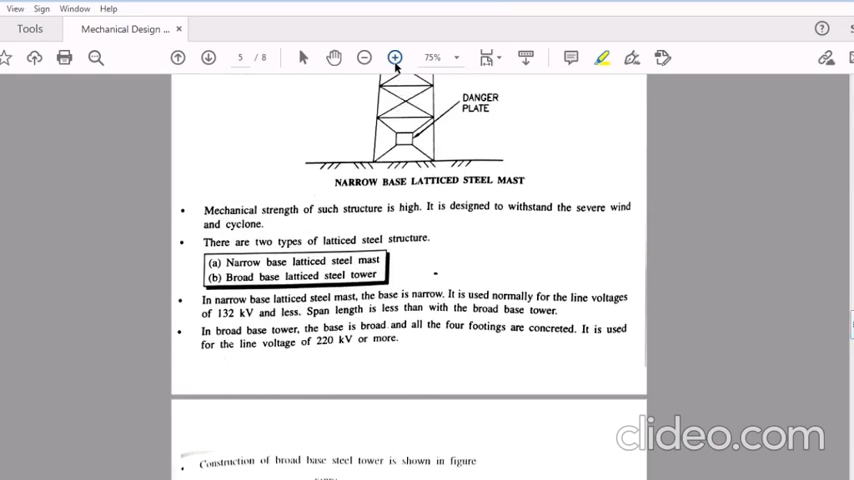 View Sign Window Help
Tools Mechanical Design ... ×
5 / 8 75%
DANGER
PLATE
NARROW BASE LATTICED STEEL MAST
• Mechanical strength of such structure is high. It is designed to withstand the severe wind
and cyclone.
• There are two types of latticed steel structure.
(a) Narrow base latticed steel mast
(b) Broad base latticed steel tower
• In narrow base latticed steel mast, the base is narrow. It is used normally for the line voltages
of 132 kV and less. Span length is less than with the broad base tower.
• In broad base tower, the base is broad and all the four footings are concreted. It is used
for the line voltage of 220 kV or more.
clideo.com
• Construction of broad base steel tower is shown in figure